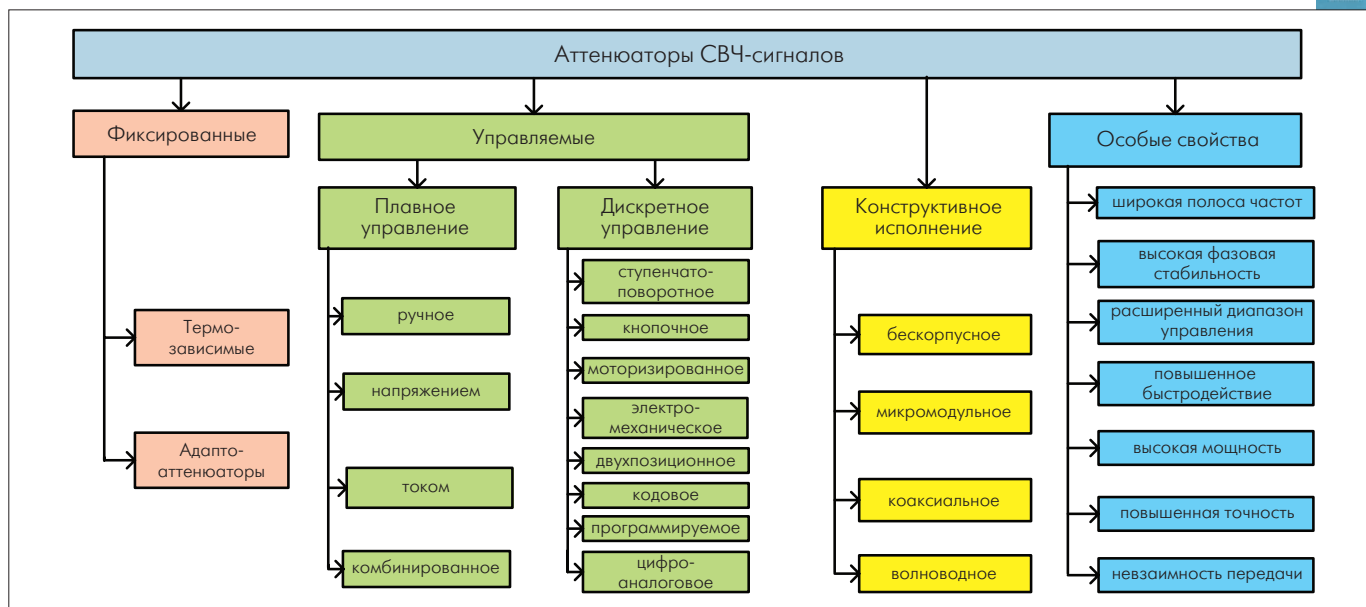 Аттенюаторы СВЧ-сигналов
Фиксированные
Термо-
зависимые
Адапто-
аттенюаторы
Управляемые
Плавное
управление
ручное
напряжением
током
комбинированное
Дискретное
управление
ступенчато-
поворотное
кнопочное
моторизированное
электро-
механическое
двухпозиционное
кодовое
программируемое
цифро-
аналоговое
Конструктивное
исполнение
бескорпусное
микромодульное
коаксиальное
волноводное
Особые свойства
широкая полоса частот
высокая фазовая
стабильность
расширенный диапазон
управления
повышенное
быстродействие
высокая мощность
повышенная точность
невзаимность передачи